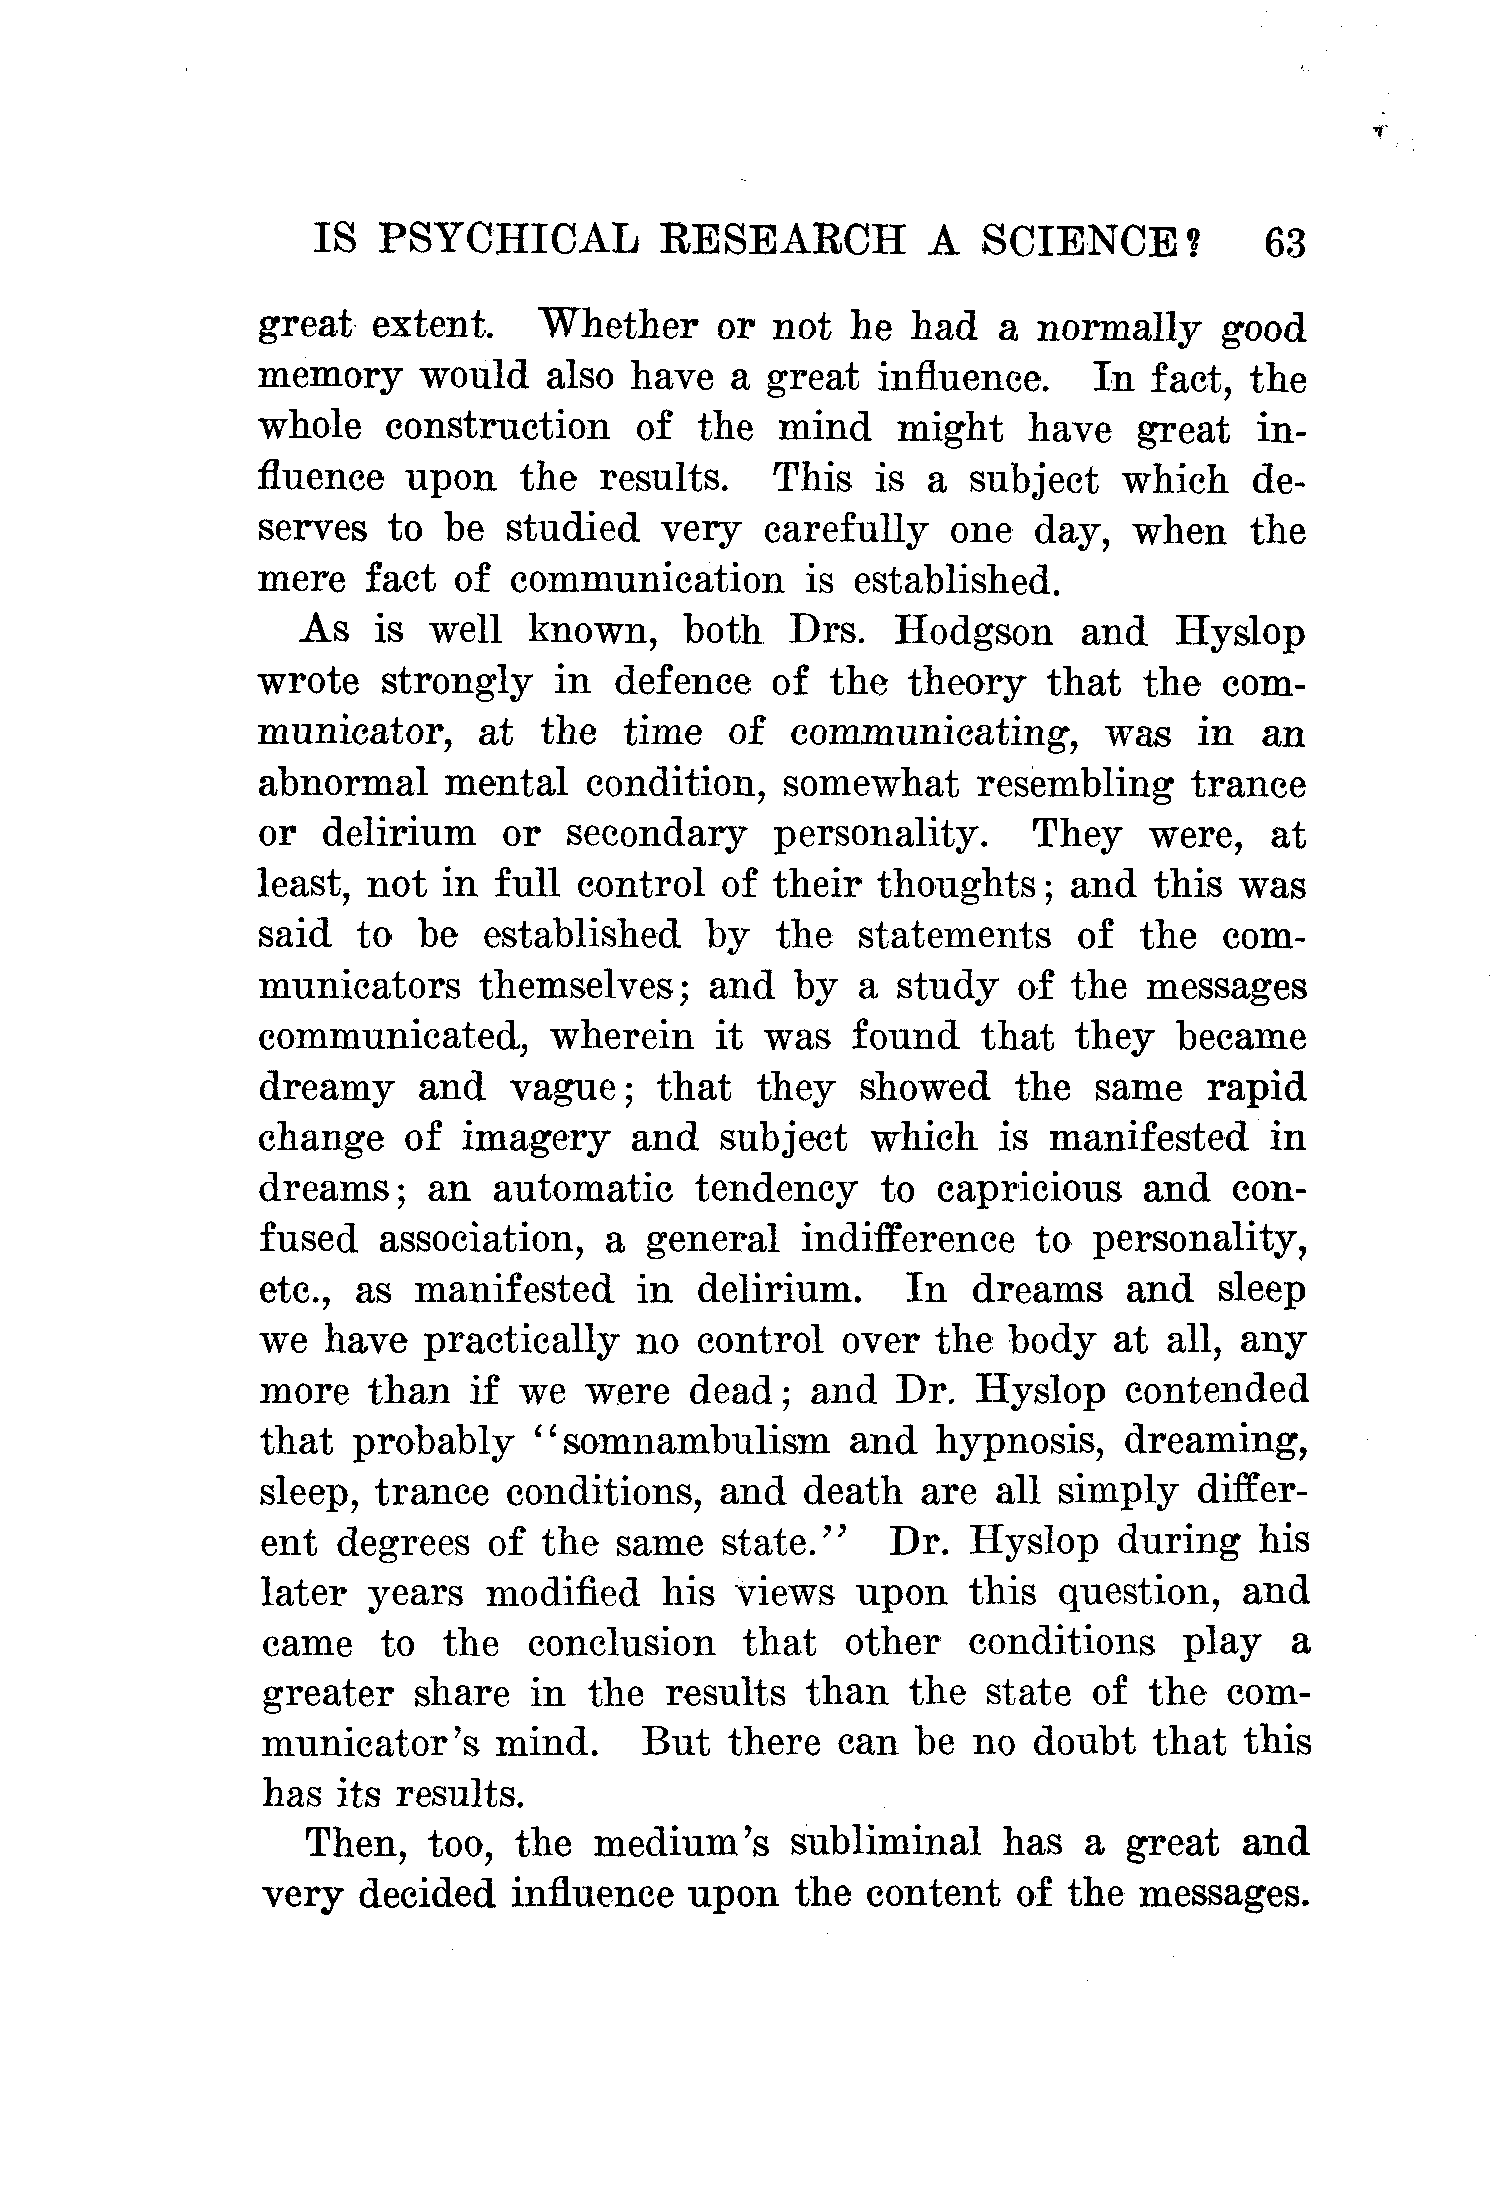 IS PSYCHICAL RESEARCH A SCIENCE? 63
great extent. Whether or not he had a normally good
memory would also have a great influence. In fact, the
whole construction of the mind might have great in-
fluence upon the results. This is a subject which de-
serves to be studied very carefully one day, when the
mere fact of communication is established.
As is well known, both Drs. Hodgson and Hyslop
wrote strongly in defence of the theory that the com-
municator, at the time of communicating, was in an
abnormal mental condition, somewhat resembling trance
or delirium or secondary personality. They were, at
least, not in full control of their thoughts; and this was
said to be established by the statements of the com-
municators themselves; and by a study of the messages
communicated, wherein it was found that they became
dreamy and vague; that they showed the same rapid
change of imagery and subject which is manifested in
dreams; an automatic tendency to capricious and con-
fused association, a general indifference to personality,
etc., as manifested in delirium. In dreams and sleep
we have practically no control over the body at all, any
more than if we were dead; and Dr. Hyslop contended
that probably "somnambulism and hypnosis, dreaming,
sleep, trance conditions, and death are all simply differ-
ent degrees of the same state." Dr. Hyslop during his
later years modified his views upon this question, and
came to the conclusion that other conditions play a
greater share in the results than the state of the com-
municator's mind. But there can be no doubt that this
has its results.
Then, too, the medium's subliminal has a great and
very decided influence upon the content of the messages.